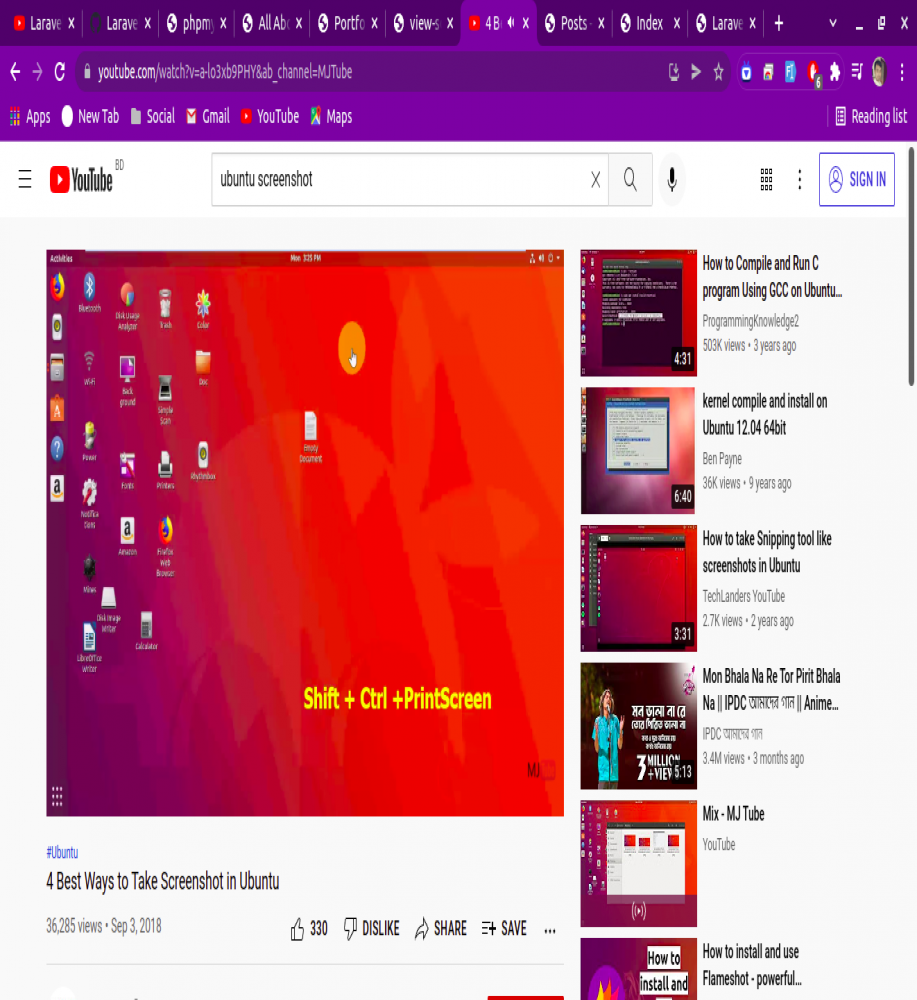 Larave
Larave
phpmy
All Abo
Portfo
view-s
4 B
Posts -
Index
Larave
youtube.com/watch?v=a-lo3xb9PHY&ab_channel=MJTube
6
Apps
New Tab
Social
Gmail
YouTube
Maps
Reading list
YouTube BD
ubuntu screenshot
SIGN IN
Activities
Mon 3:25 PM
Bluetooth
Disk Usage
Analyzer
Trash
Color
Wi-Fi
Back
ground
Simple
Scan
Doc
Empty
Document
Power
Fonts
Printers
Rhythmbox
Notifica
tions
Amazon
Firefox
Web
Browser
Mines
Disk Image
Writer
LibreOffice
Writer
Calculator
Shift + Ctrl +PrintScreen
MJ
#Ubuntu
4 Best Ways to Take Screenshot in Ubuntu
36,285 views • Sep 3, 2018
330
DISLIKE
SHARE
SAVE
How to Compile and Run C
program Using GCC on Ubuntu...
ProgrammingKnowledge2
503K views • 3 years ago
4:31
kernel compile and install on
Ubuntu 12.04 64bit
Ben Payne
36K views • 9 years ago
6:40
How to take Snipping tool like
screenshots in Ubuntu
TechLanders YouTube
2.7K views • 2 years ago
3:31
Mon Bhala Na Re Tor Pirit Bhala
Na || IPDC আমাদের গান || Anime...
IPDC আমাদের গান
3.4M views • 3 months ago
মন ভালা না রে
তোর পিরিত ভালা না
3 MILLION
+VIEW
5:13
Mix - MJ Tube
YouTube
How to install and use
Flameshot - powerful...
How to
install and